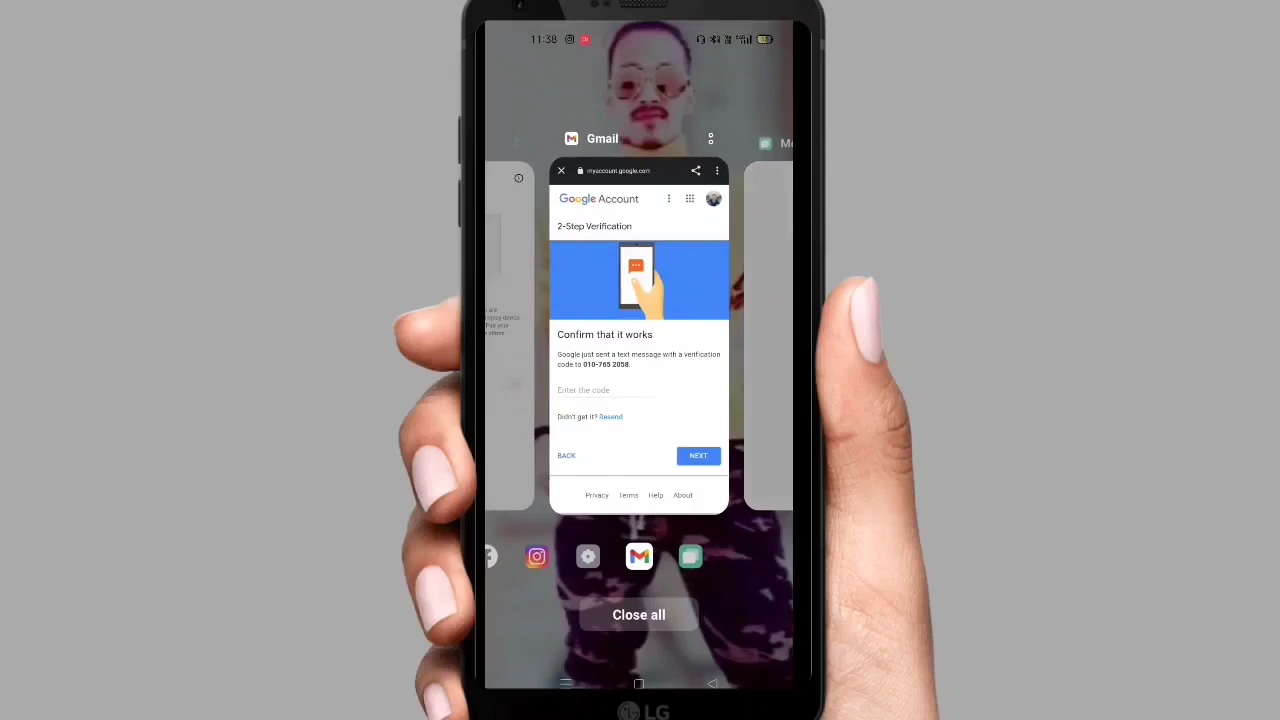 11:38
Gmail
Me
myaccount.google.com
Google Account
2-Step Verification
Confirm that it works
Google just sent a text message with a verification
code to 010-765 2058.
Enter the code
Didn't get it? Resend
BACK
NEXT
Privacy Terms Help About
Close all
LG